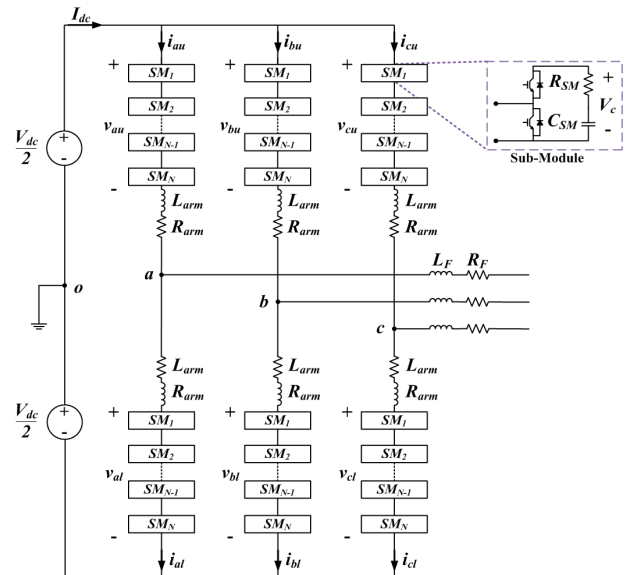 I_dc
i_au i_bu i_cu
+ SM_1 + SM_1 + SM_1
SM_2 SM_2 SM_2
v_au v_bu v_cu
SM_N-1 SM_N-1 SM_N-1
- SM_N - SM_N - SM_N
R_SM +
V_c
C_SM -
Sub-Module
V_dc
2
+
-
L_arm L_arm L_arm
R_arm R_arm R_arm
L_F R_F
a
b
c
o
L_arm L_arm L_arm
R_arm R_arm R_arm
V_dc
2
+
-
+ SM_1 + SM_1 + SM_1
SM_2 SM_2 SM_2
v_al v_bl v_cl
SM_N-1 SM_N-1 SM_N-1
- SM_N - SM_N - SM_N
i_al i_bl i_cl